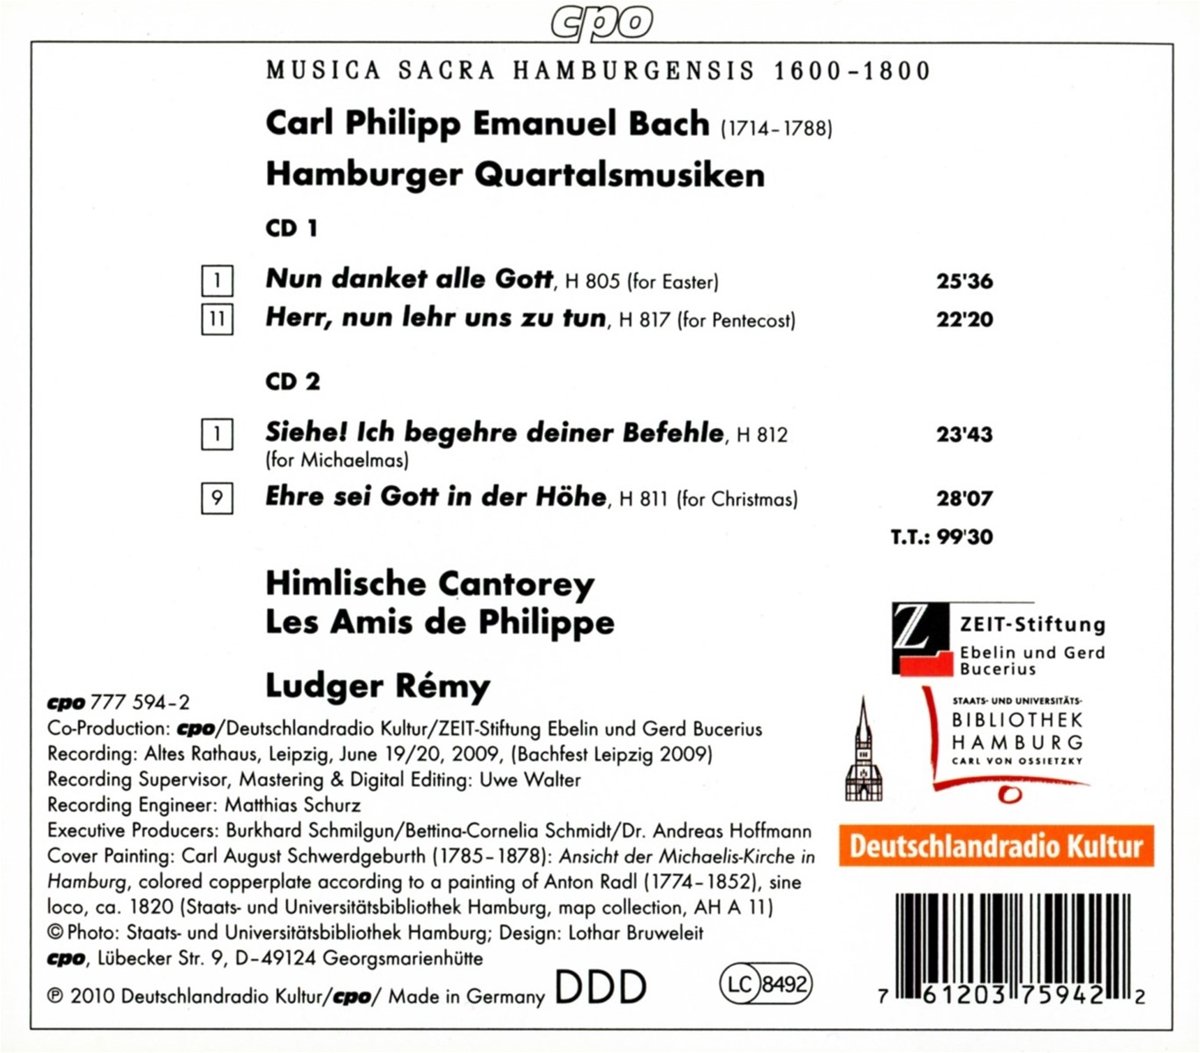 cpo
MUSICA SACRA HAMBURGENSIS 1600–1800
Carl Philipp Emanuel Bach (1714–1788)
Hamburger Quartalsmusiken
CD 1
1 Nun danket alle Gott, H 805 (for Easter) 25'36
11 Herr, nun lehr uns zu tun, H 817 (for Pentecost) 22'20
CD 2
1 Siehe! Ich begehre deiner Befehle, H 812 23'43
(for Michaelmas)
9 Ehre sei Gott in der Höhe, H 811 (for Christmas) 28'07
T.T.: 99'30
Himlische Cantorey
Les Amis de Philippe
Ludger Rémy
cpo 777 594–2
Co-Production: cpo/Deutschlandradio Kultur/ZEIT-Stiftung Ebelin und Gerd Bucerius
Recording: Altes Rathaus, Leipzig, June 19/20, 2009, (Bachfest Leipzig 2009)
Recording Supervisor, Mastering & Digital Editing: Uwe Walter
Recording Engineer: Matthias Schurz
Executive Producers: Burkhard Schmilgun/Bettina-Cornelia Schmidt/Dr. Andreas Hoffmann
Cover Painting: Carl August Schwerdgeburth (1785–1878): Ansicht der Michaelis-Kirche in
Hamburg, colored copperplate according to a painting of Anton Radl (1774–1852), sine
loco, ca. 1820 (Staats- und Universitätsbibliothek Hamburg, map collection, AH A 11)
© Photo: Staats- und Universitätsbibliothek Hamburg; Design: Lothar Bruweleit
cpo, Lübecker Str. 9, D–49124 Georgsmarienhütte
℗ 2010 Deutschlandradio Kultur/cpo/ Made in Germany
DDD
LC 8492
Z
ZEIT-Stiftung
Ebelin und Gerd
Bucerius
STAATS- UND UNIVERSITÄTS-
BIBLIOTHEK
HAMBURG
CARL VON OSSIETZKY
Deutschlandradio Kultur
7 61203 75942 2